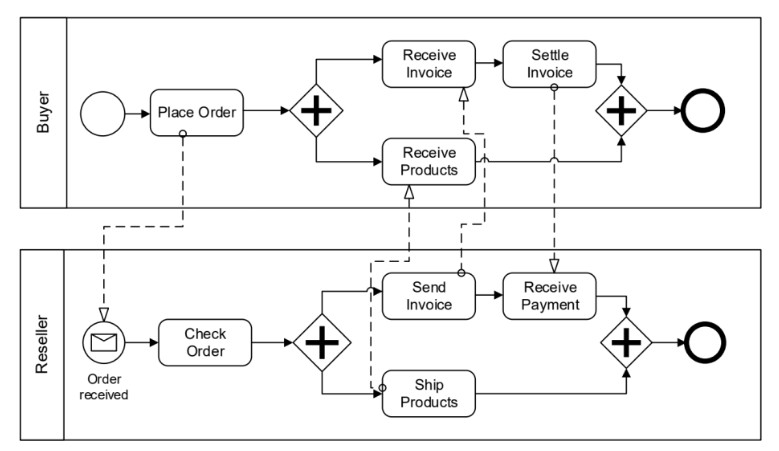 Buyer
Place Order
Receive
Invoice
Settle
Invoice
Receive
Products
Reseller
Order
received
Check
Order
Send
Invoice
Receive
Payment
Ship
Products